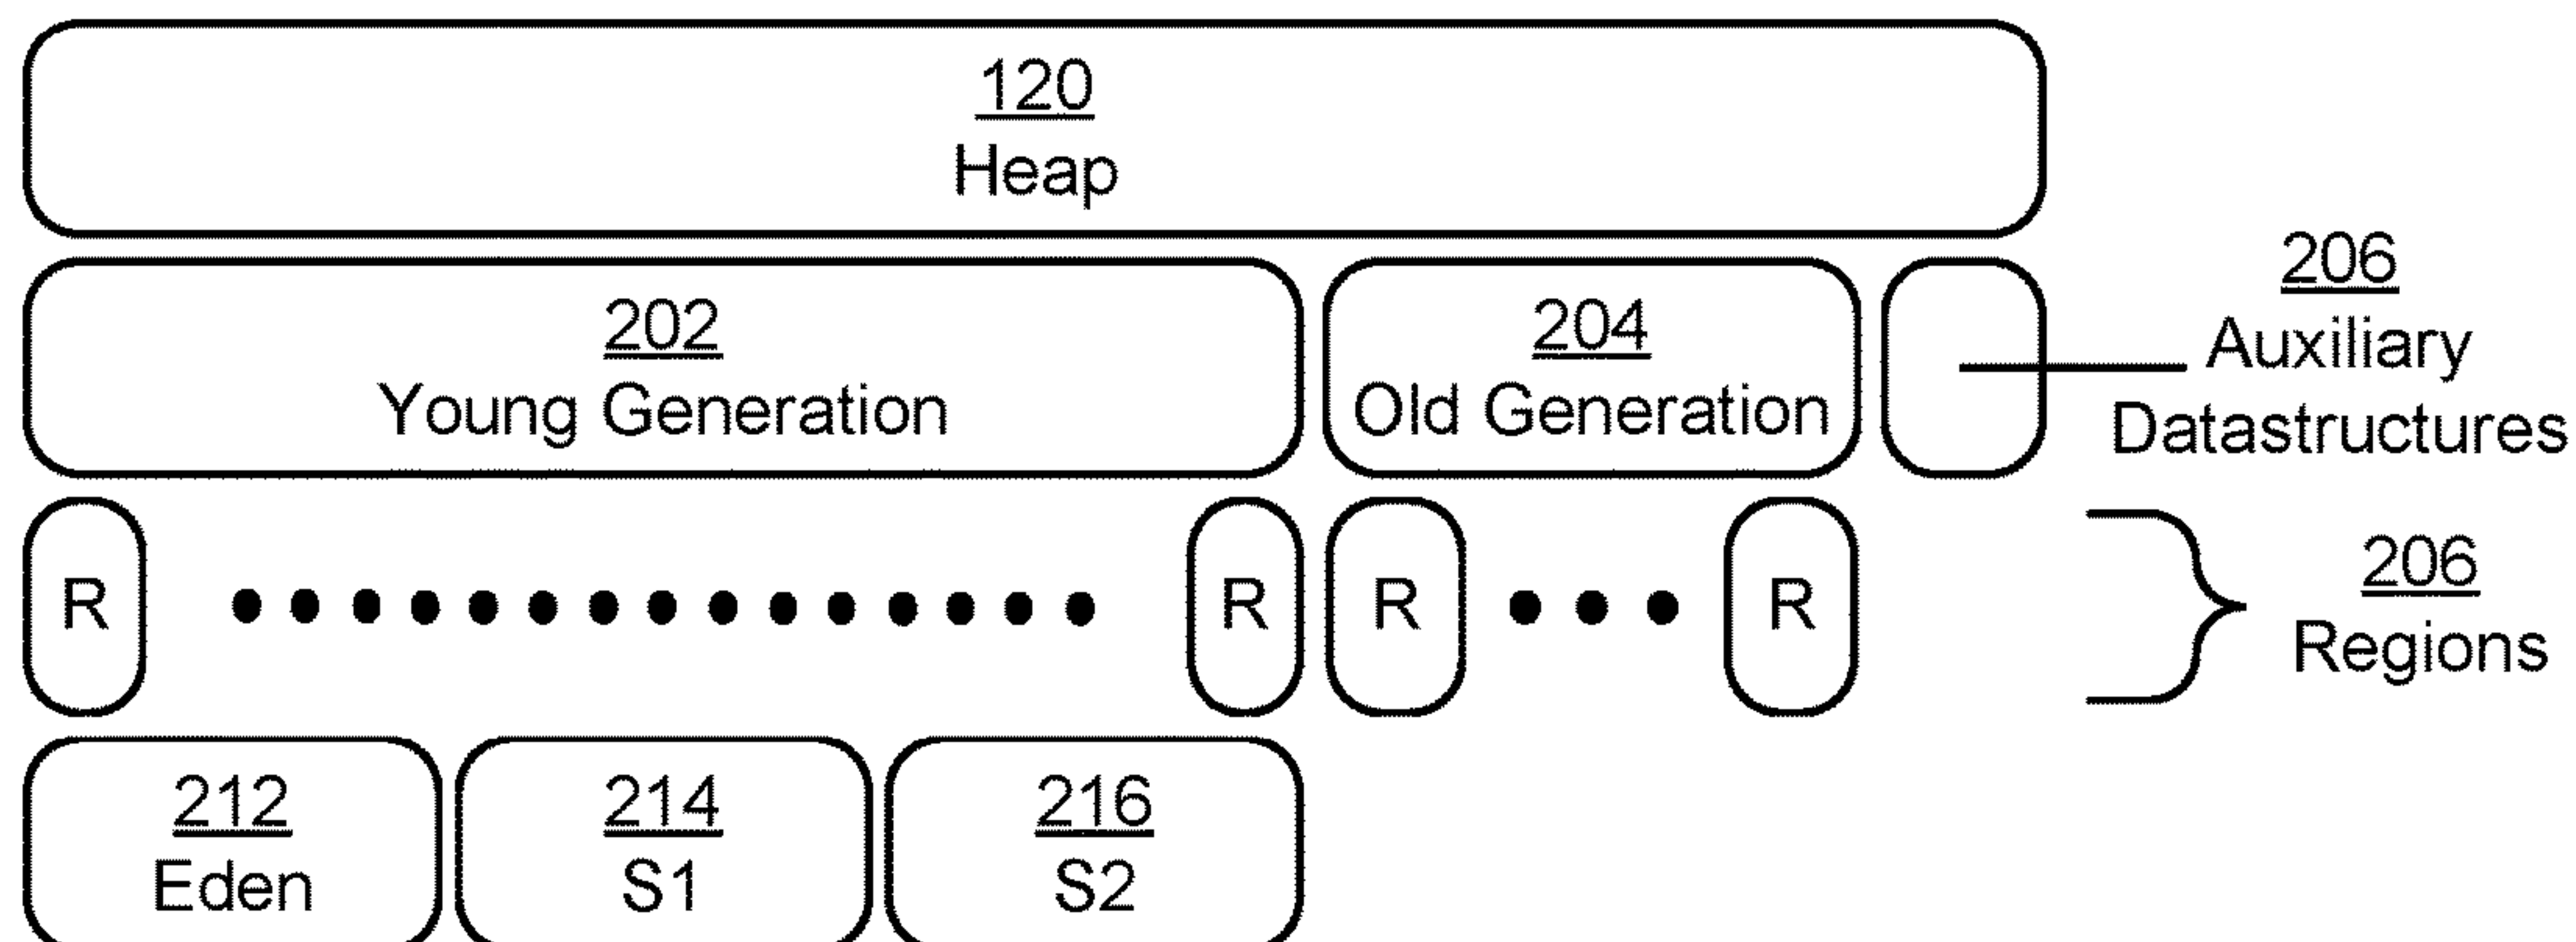 120
Heap
202
Young Generation
204
Old Generation
206
Auxiliary
Datastructures
R
R
R
R
206
Regions
212
Eden
214
S1
216
S2